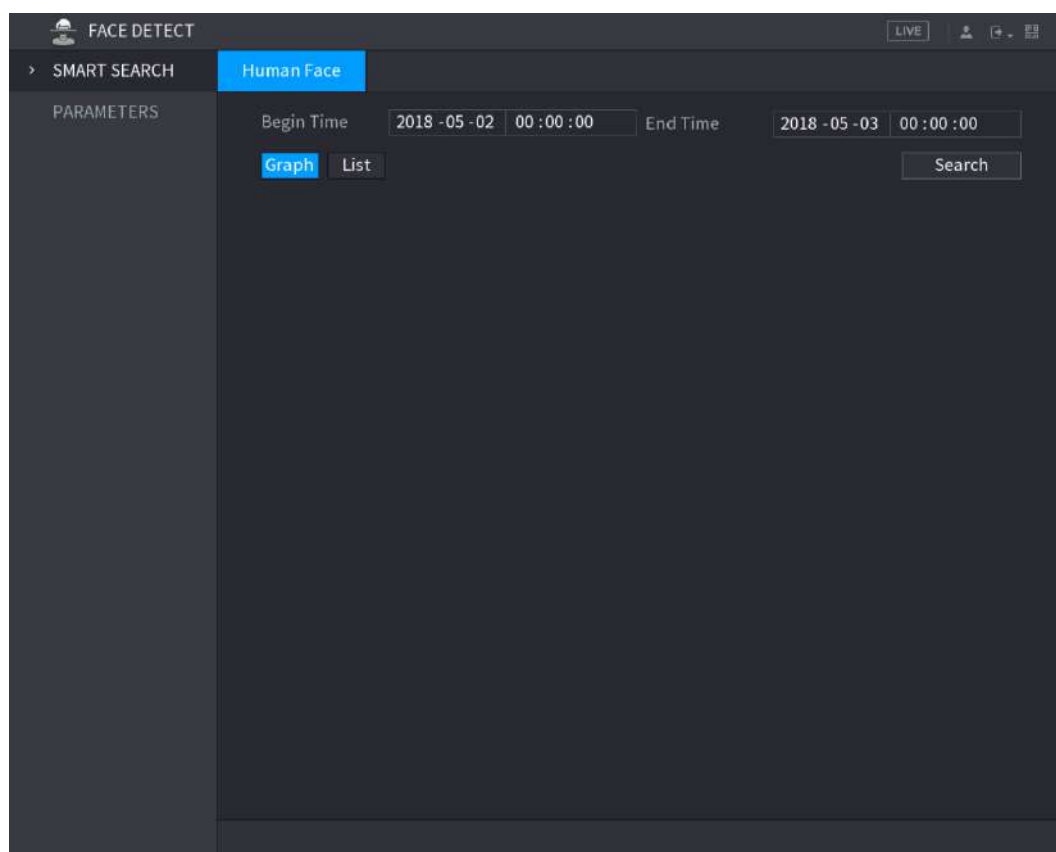 FACE DETECT LIVE
SMART SEARCH Human Face
PARAMETERS
Begin Time 2018 -05 -02 00 :00 :00 End Time 2018 -05 -03 00 :00 :00
Graph List Search